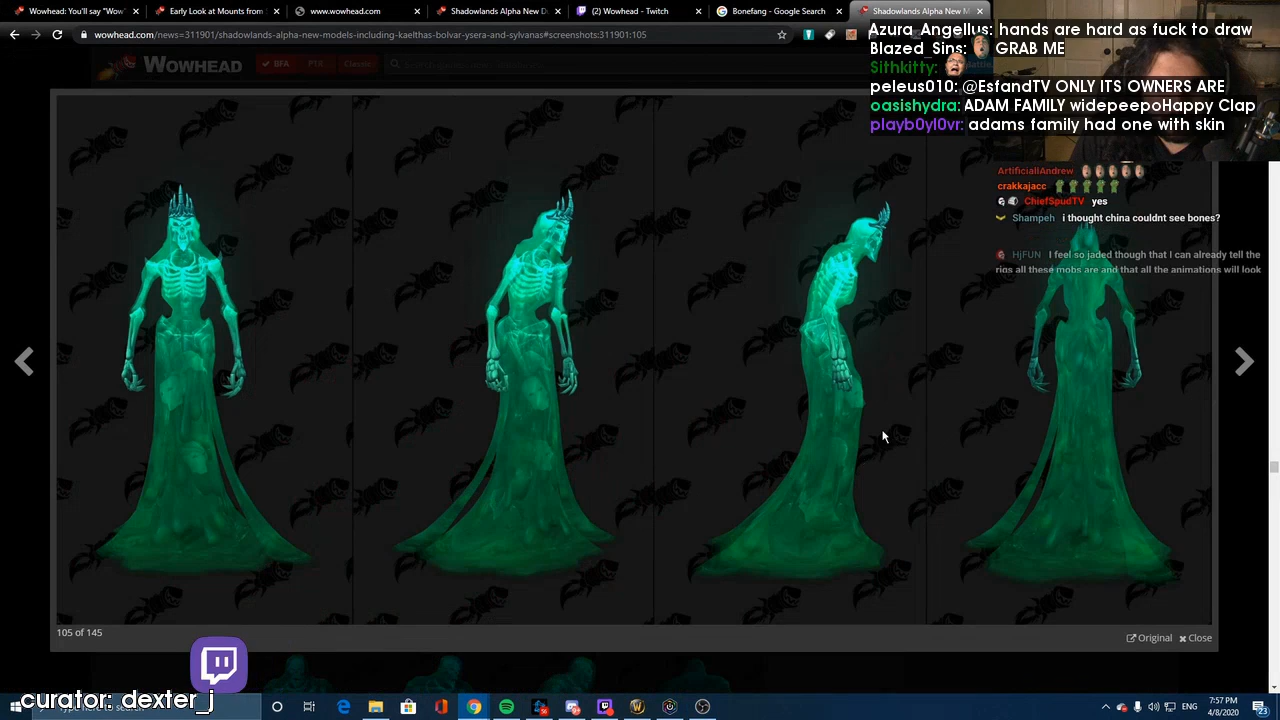 Wowhead: You'll say "Wow"
Early Look at Mounts from
www.wowhead.com
Shadowlands Alpha New D
(2) Wowhead - Twitch
Bonefang - Google Search
Shadowlands Alpha New M
wowhead.com/news=311901/shadowlands-alpha-new-models-including-kaelthas-bolvar-ysera-and-sylvanas#screenshots:311901:105
WOWHEAD
BFA
PTR
Classic
Azura_Angellus: hands are hard as fuck to draw
Blazed_Sins: GRAB ME
Sithkitty:
peleus010: @EsfandTV ONLY ITS OWNERS ARE
oasishydra: ADAM FAMILY widepeepoHappy Clap
playb0yl0vr: adams family had one with skin
ArtificialAndrew
crakkajacc
ChiefSpudTV yes
Shampeh i thought china couldnt see bones?
HjFUN I feel so jaded though that I can already tell the
rigs all these mobs are and that all the animations will look
105 of 145
Original
Close
curator: dexter_j
ENG
7:57 PM
4/8/2020
23